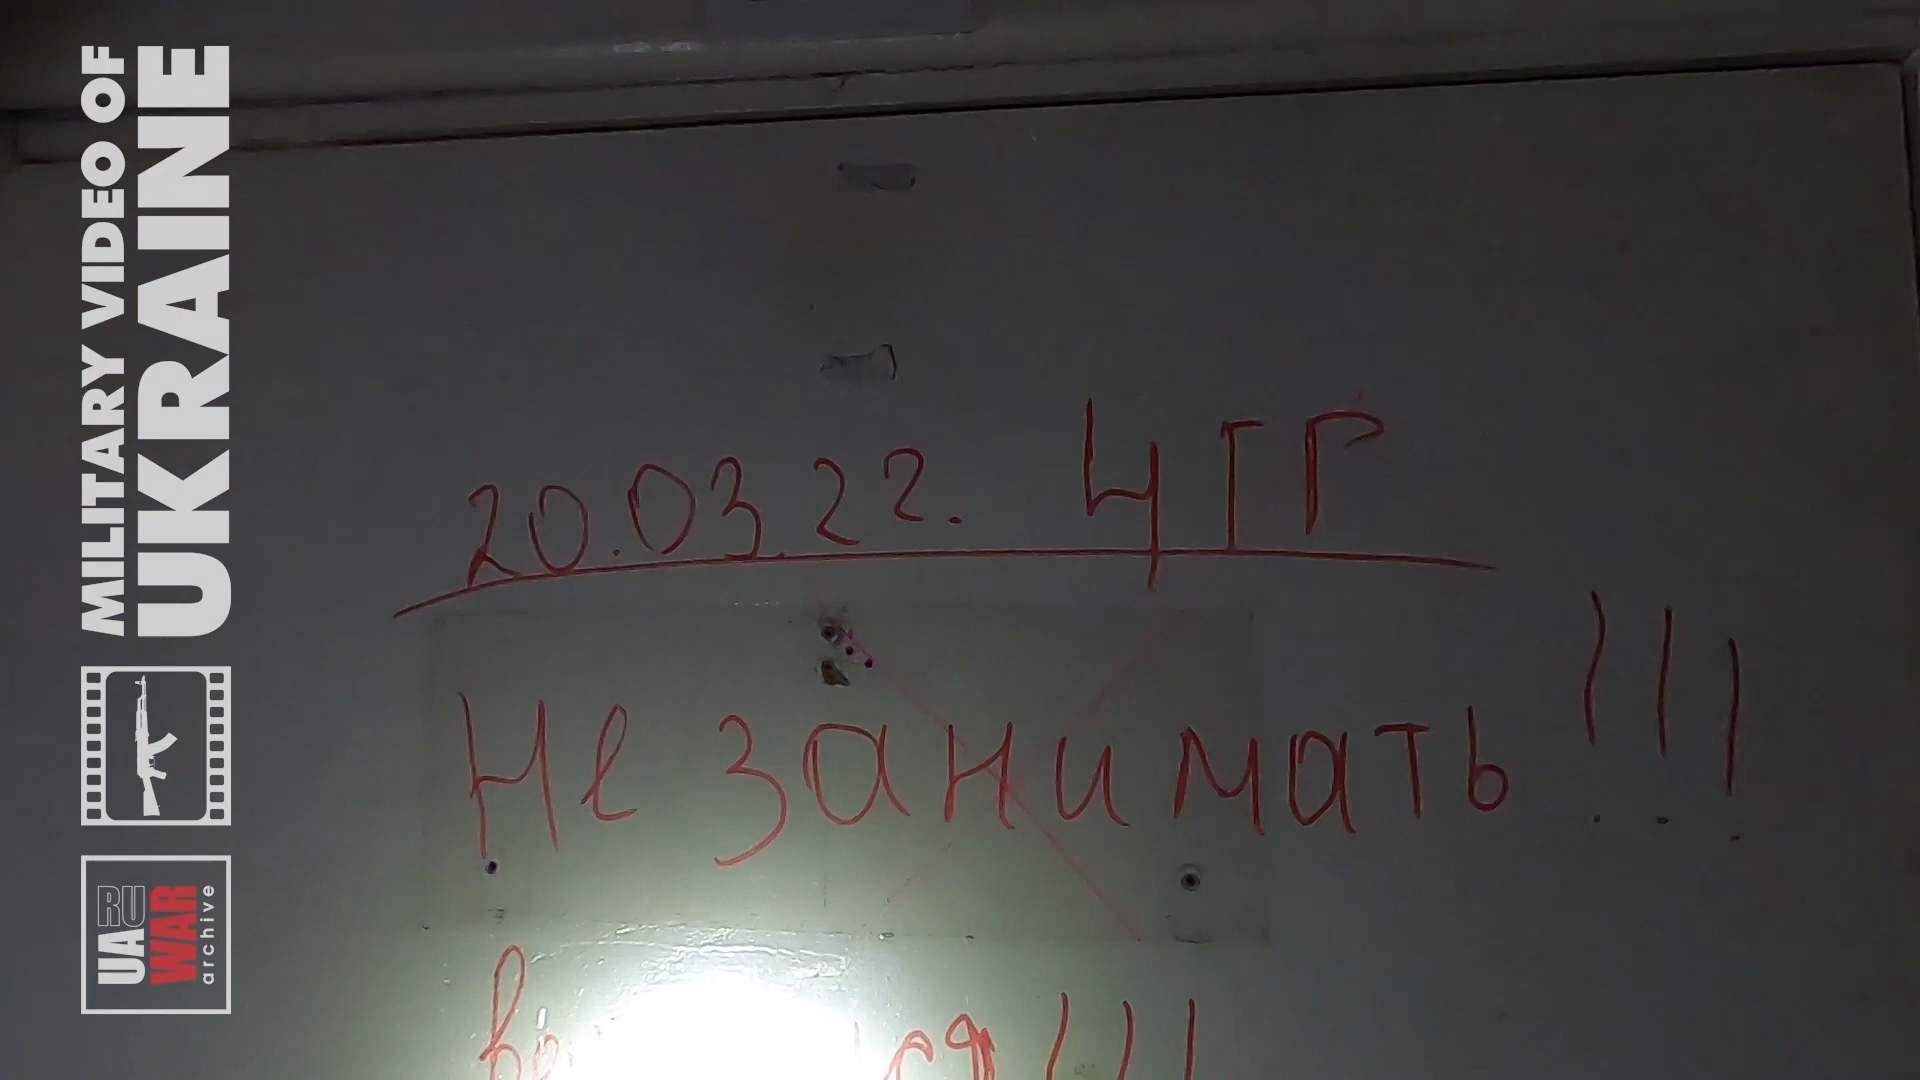 MILITARY VIDEO OF
UKRAINE
UA RU
WAR
archive
20.03.22. ЧГР
Не занимать!!!